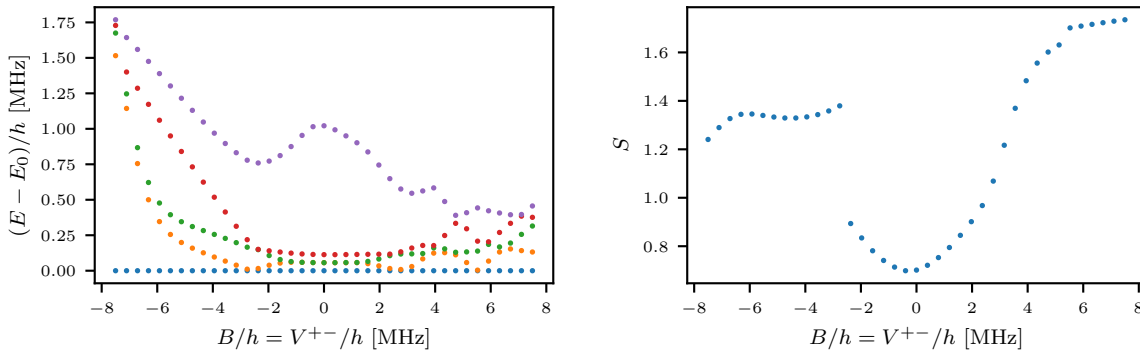 1.75
1.50
1.25
1.00
0.75
0.50
0.25
0.00
(E − E₀)/h [MHz]
−8 −6 −4 −2 0 2 4 6 8
B/h = V⁺⁻/h [MHz]
1.6
1.4
1.2
1.0
0.8
S
−8 −6 −4 −2 0 2 4 6 8
B/h = V⁺⁻/h [MHz]